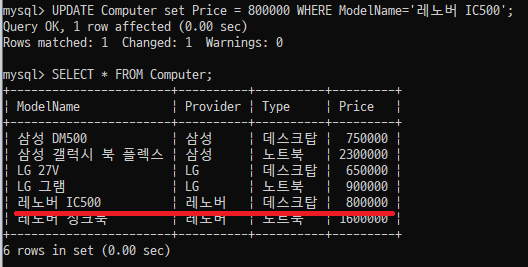 mysql> UPDATE Computer set Price = 800000 WHERE ModelName='레노버 IC500';
Query OK, 1 row affected (0.00 sec)
Rows matched: 1  Changed: 1  Warnings: 0
mysql> SELECT * FROM Computer;
+----------------------+----------+----------+---------+
| ModelName            | Provider | Type     | Price   |
+----------------------+----------+----------+---------+
| 삼성 DM500           | 삼성     | 데스크탑 |  750000 |
| 삼성 갤럭시 북 플렉스 | 삼성     | 노트북   | 2300000 |
| LG 27V               | LG       | 데스크탑 |  650000 |
| LG 그램              | LG       | 노트북   |  900000 |
| 레노버 IC500         | 레노버   | 데스크탑 |  800000 |
| 레노버 씽크북        | 레노버   | 노트북   | 1600000 |
+----------------------+----------+----------+---------+
6 rows in set (0.00 sec)